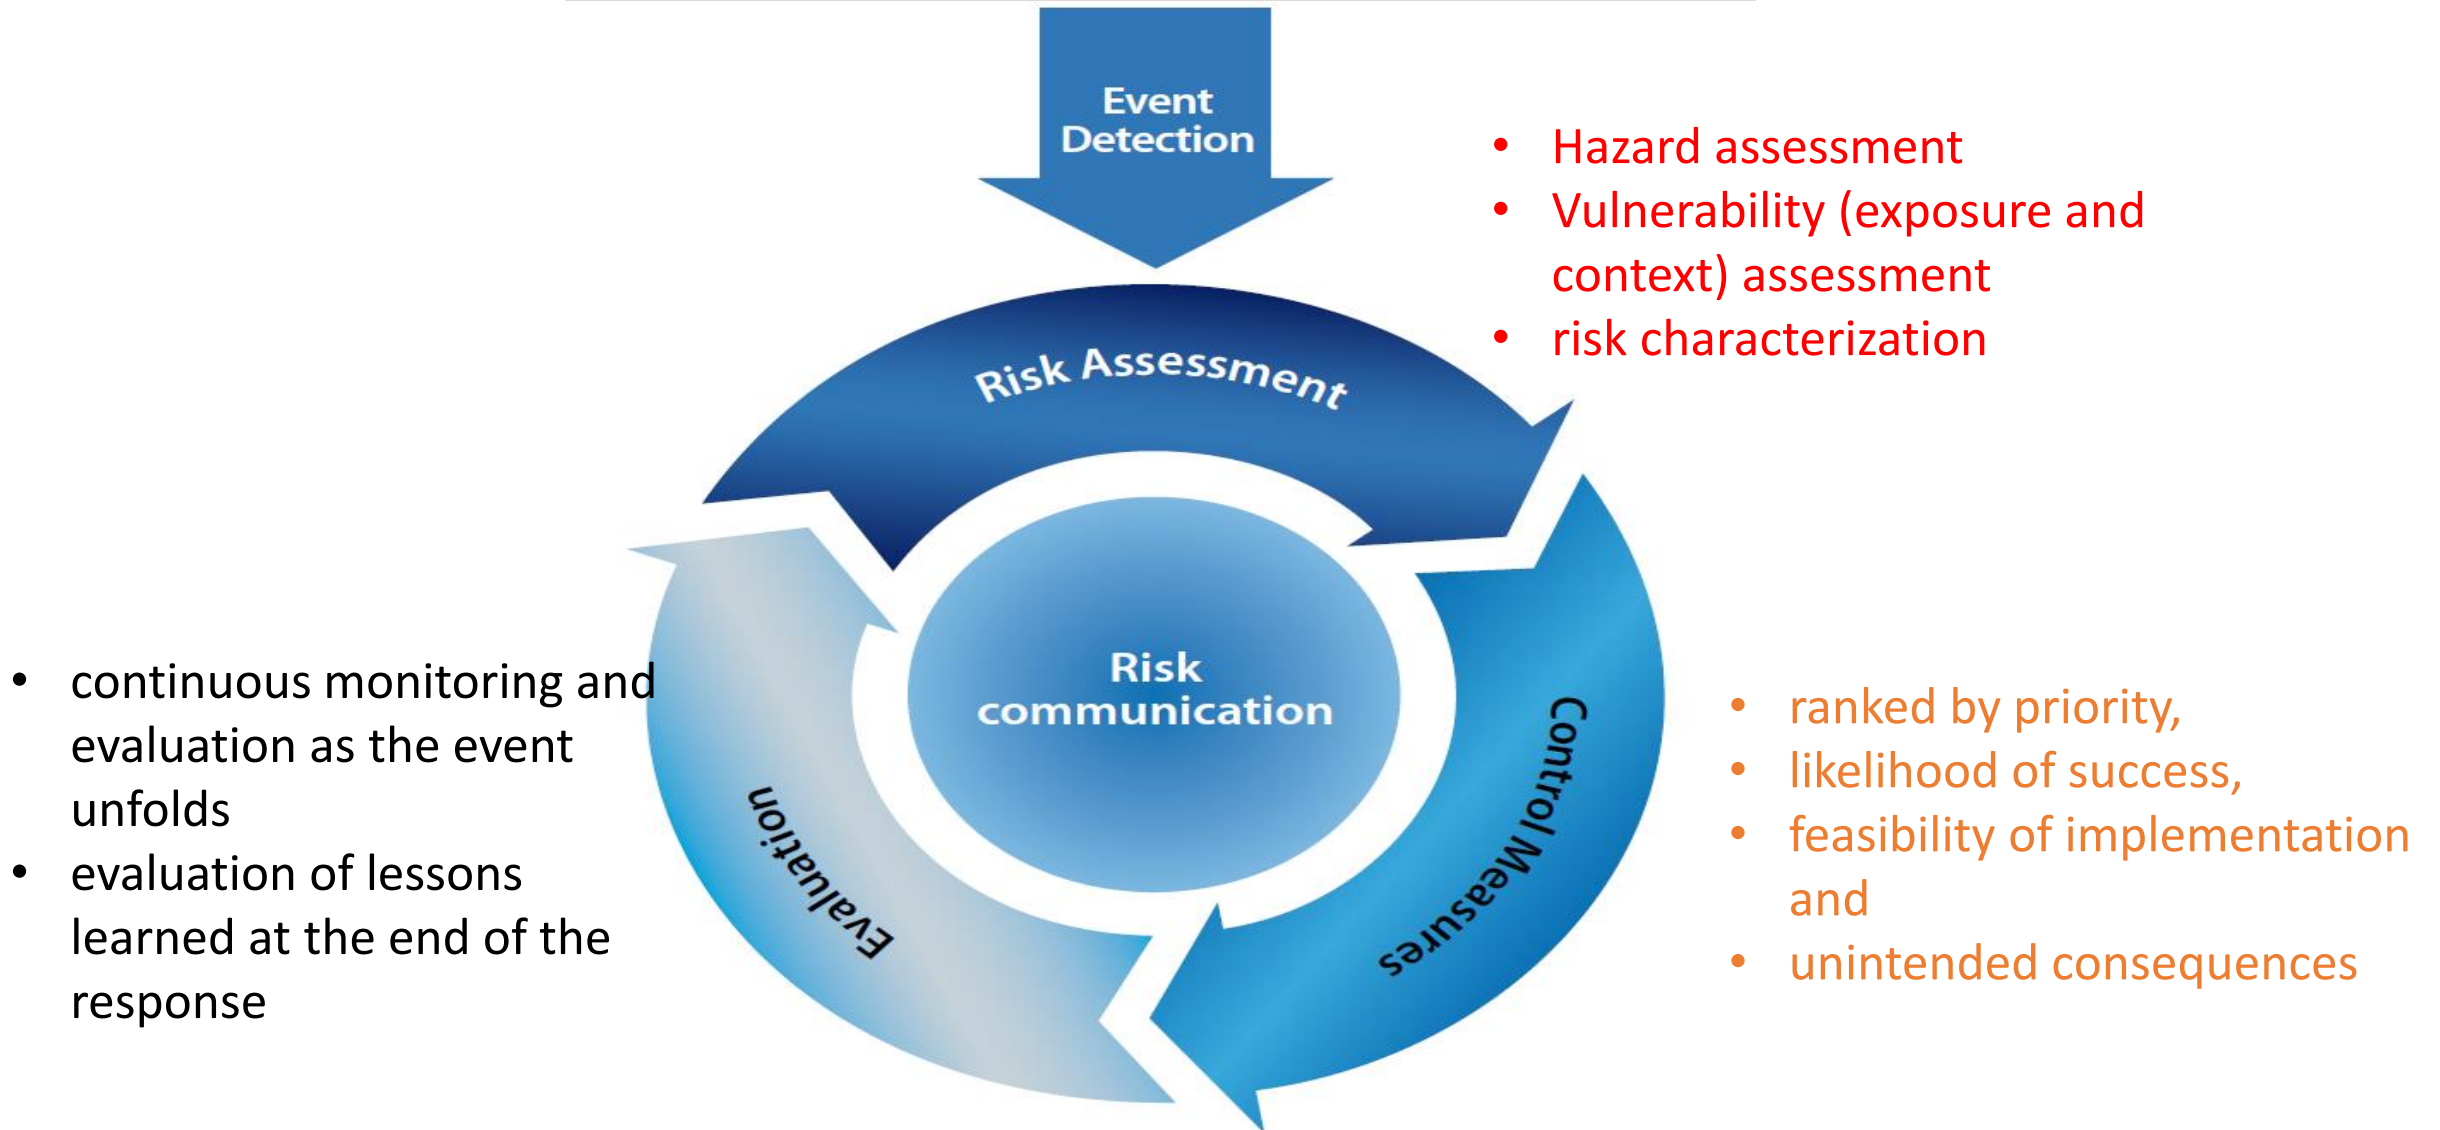 Event
Detection
• Hazard assessment
• Vulnerability (exposure and
context) assessment
• risk characterization
Risk Assessment
Risk
communication
Control Measures
• ranked by priority,
• likelihood of success,
• feasibility of implementation
and
• unintended consequences
Evaluation
• continuous monitoring and
evaluation as the event
unfolds
• evaluation of lessons
learned at the end of the
response